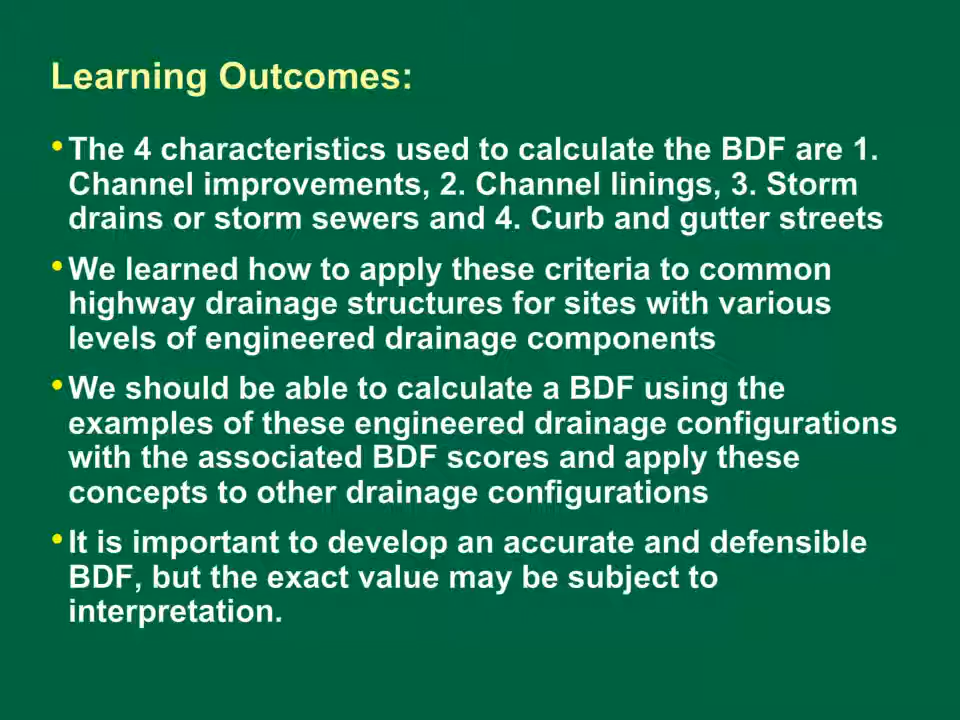 Learning Outcomes:
• The 4 characteristics used to calculate the BDF are 1.
Channel improvements, 2. Channel linings, 3. Storm
drains or storm sewers and 4. Curb and gutter streets
• We learned how to apply these criteria to common
highway drainage structures for sites with various
levels of engineered drainage components
• We should be able to calculate a BDF using the
examples of these engineered drainage configurations
with the associated BDF scores and apply these
concepts to other drainage configurations
• It is important to develop an accurate and defensible
BDF, but the exact value may be subject to
interpretation.